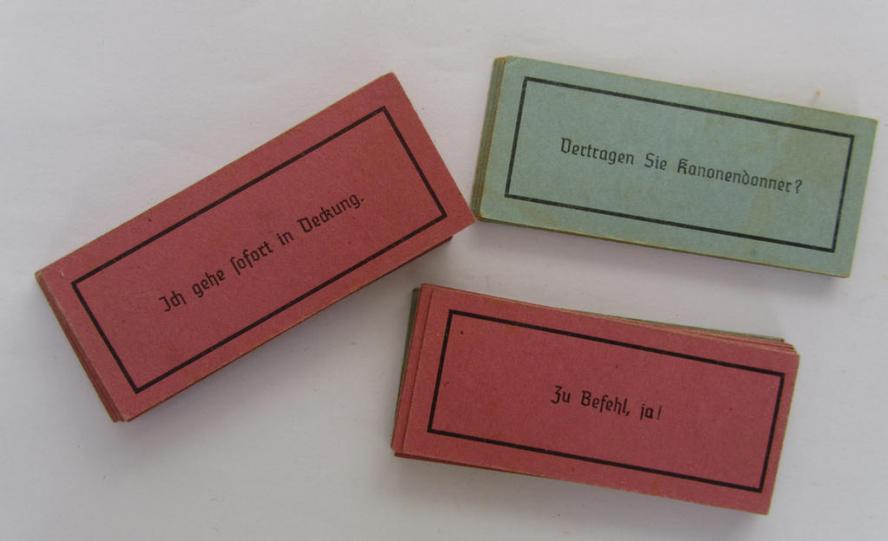 Ich gehe sofort in Deckung.
Vertragen Sie Kanonendonner?
Zu Befehl, ja!